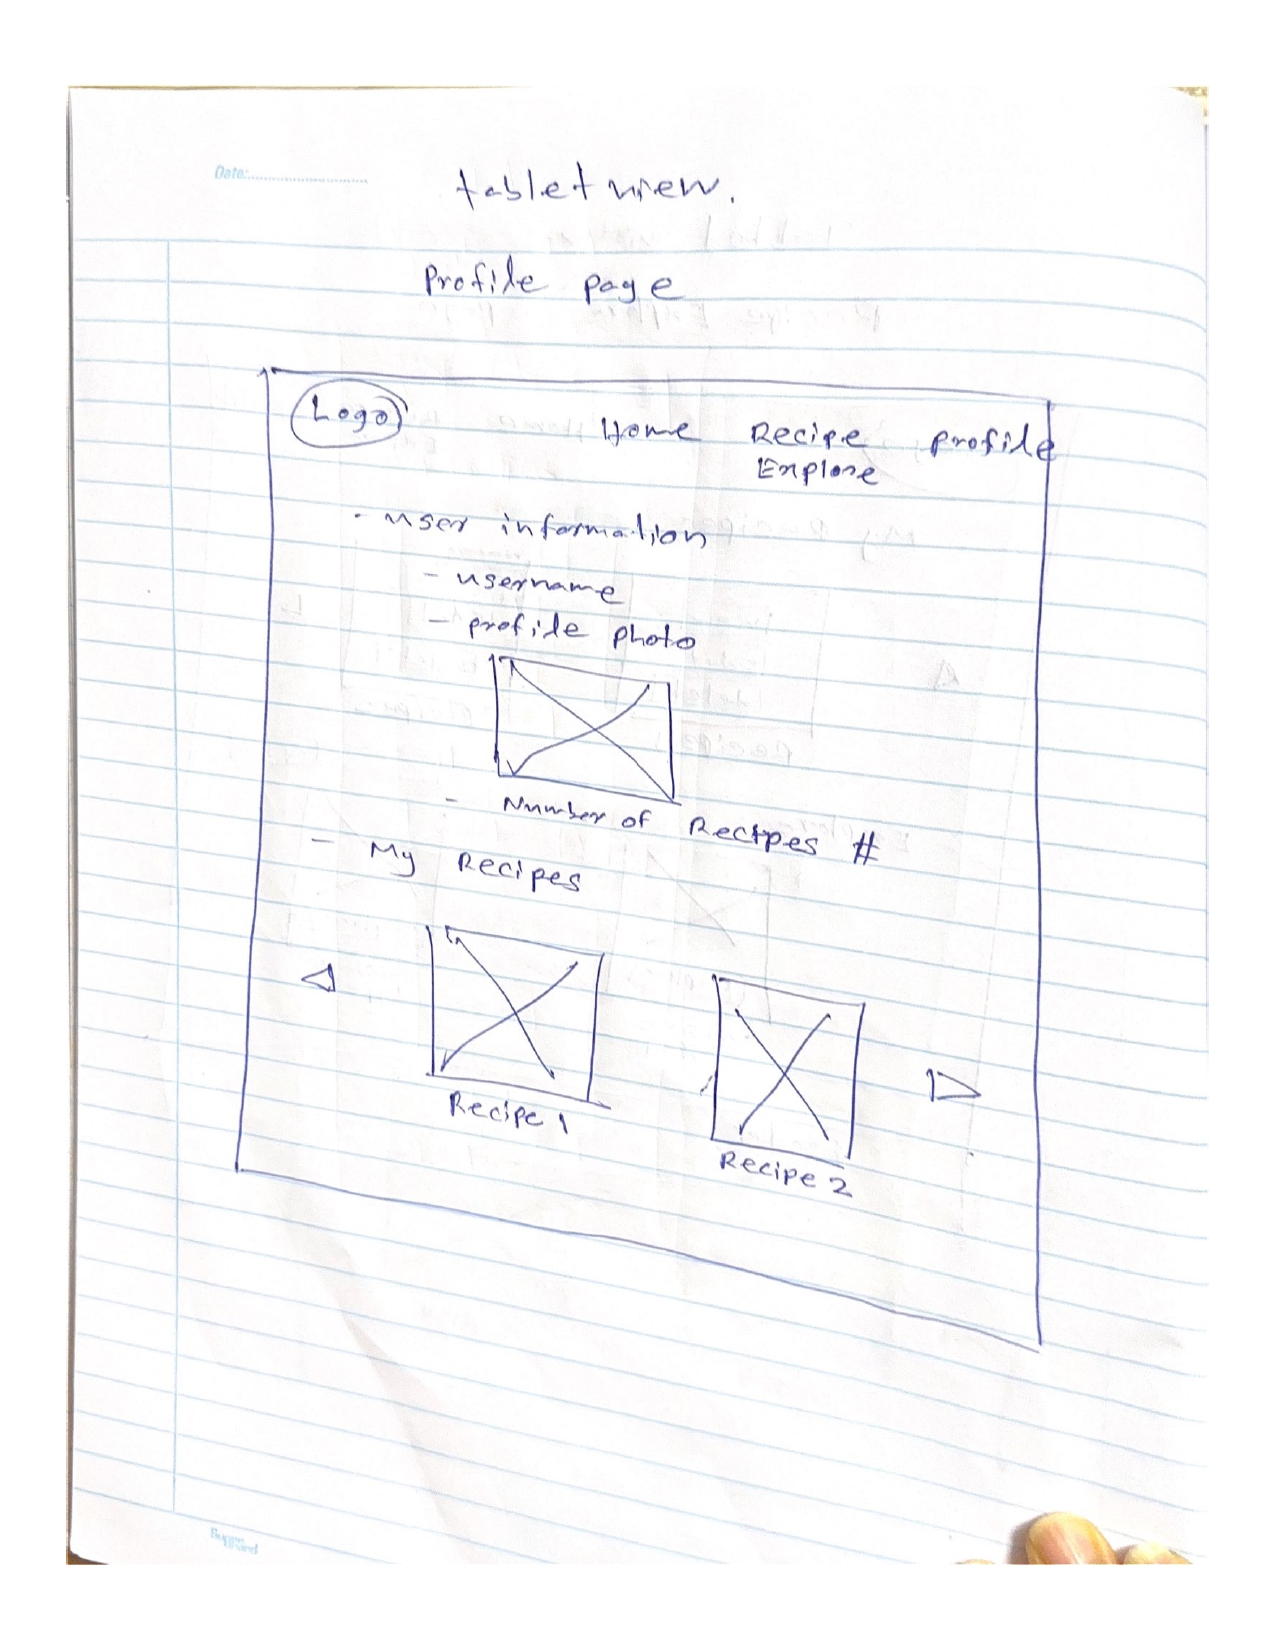 Date:
tablet view.
Profile page
Logo
Home Recipe profile
Explore
- user information
- username
- profile photo
- Number of Recipes #
- My Recipes
Recipe 1
Recipe 2